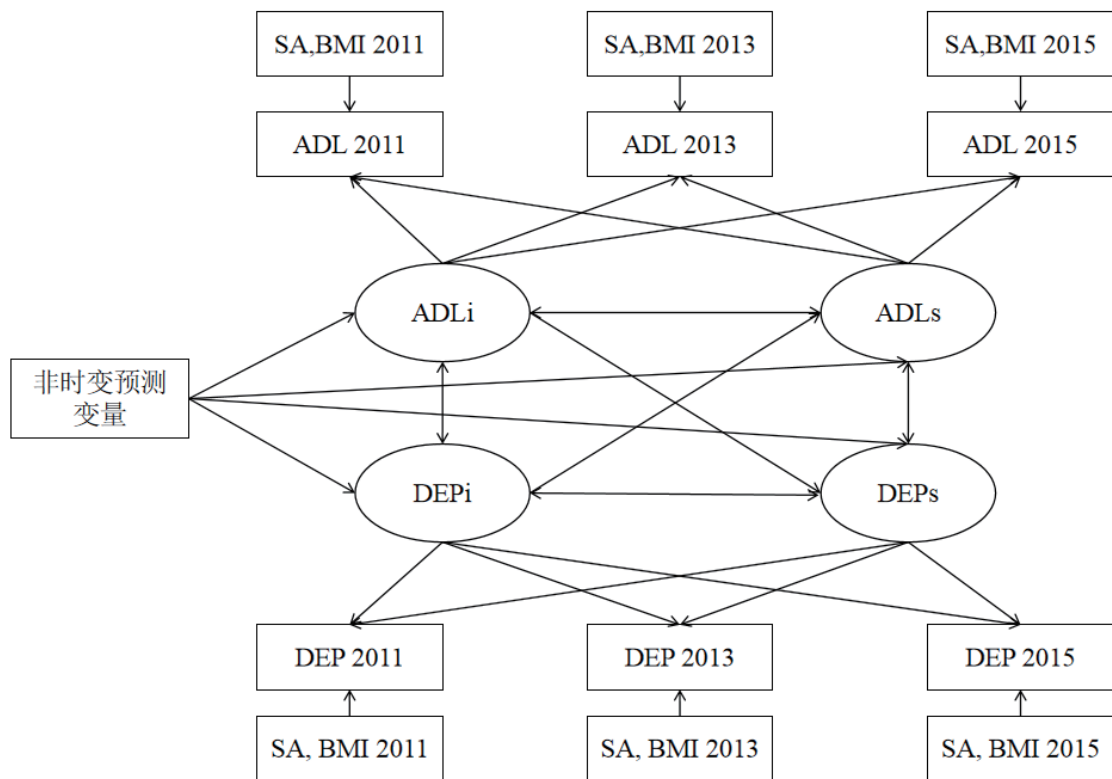 SA,BMI 2011
SA,BMI 2013
SA,BMI 2015
ADL 2011
ADL 2013
ADL 2015
ADLi
ADLs
非时变预测
变量
DEPi
DEPs
DEP 2011
DEP 2013
DEP 2015
SA, BMI 2011
SA, BMI 2013
SA, BMI 2015